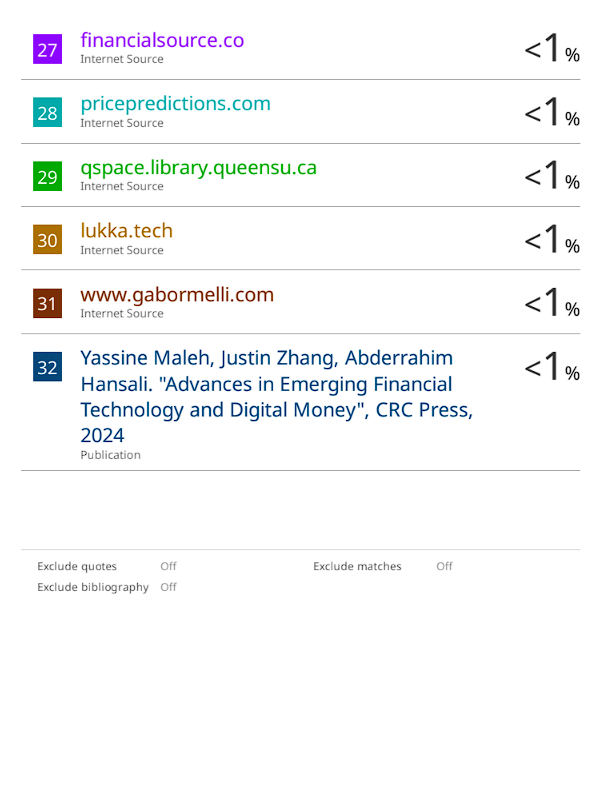 27 financialsource.co <1%
Internet Source
28 pricepredictions.com <1%
Internet Source
29 qspace.library.queensu.ca <1%
Internet Source
30 lukka.tech <1%
Internet Source
31 www.gabormelli.com <1%
Internet Source
32 Yassine Maleh, Justin Zhang, Abderrahim <1%
Hansali. "Advances in Emerging Financial
Technology and Digital Money", CRC Press,
2024
Publication
Exclude quotes Off Exclude matches Off
Exclude bibliography Off